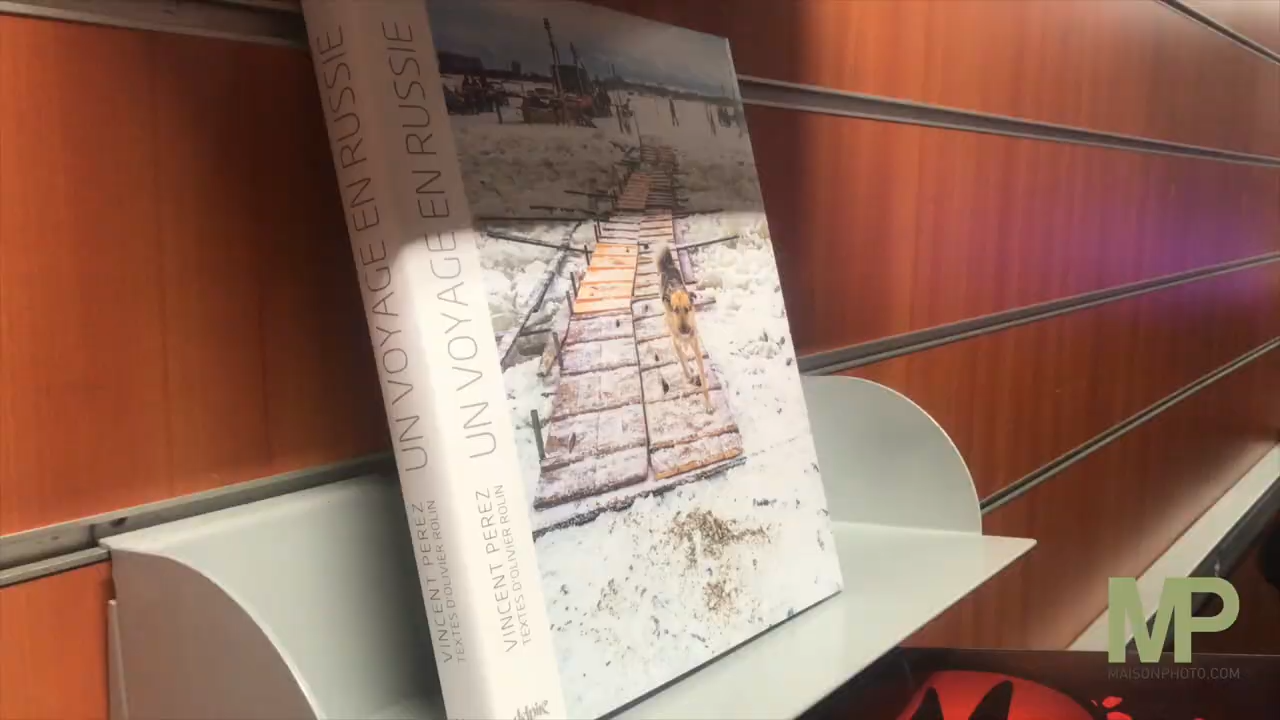 UN VOYAGE EN RUSSIE
VINCENT PEREZ
TEXTES D'OLIVIER ROLIN
UN VOYAGE EN RUSSIE
VINCENT PEREZ
TEXTES D'OLIVIER ROLIN
MP
MAISONPHOTO.COM